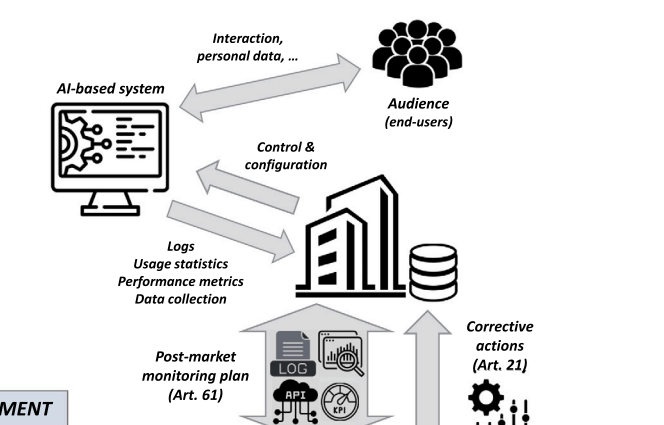 Interaction,
personal data, ...
AI-based system
Audience
(end-users)
Control &
configuration
Logs
Usage statistics
Performance metrics
Data collection
Post-market
monitoring plan
(Art. 61)
LOG
API
KPI
Corrective
actions
(Art. 21)
MENT